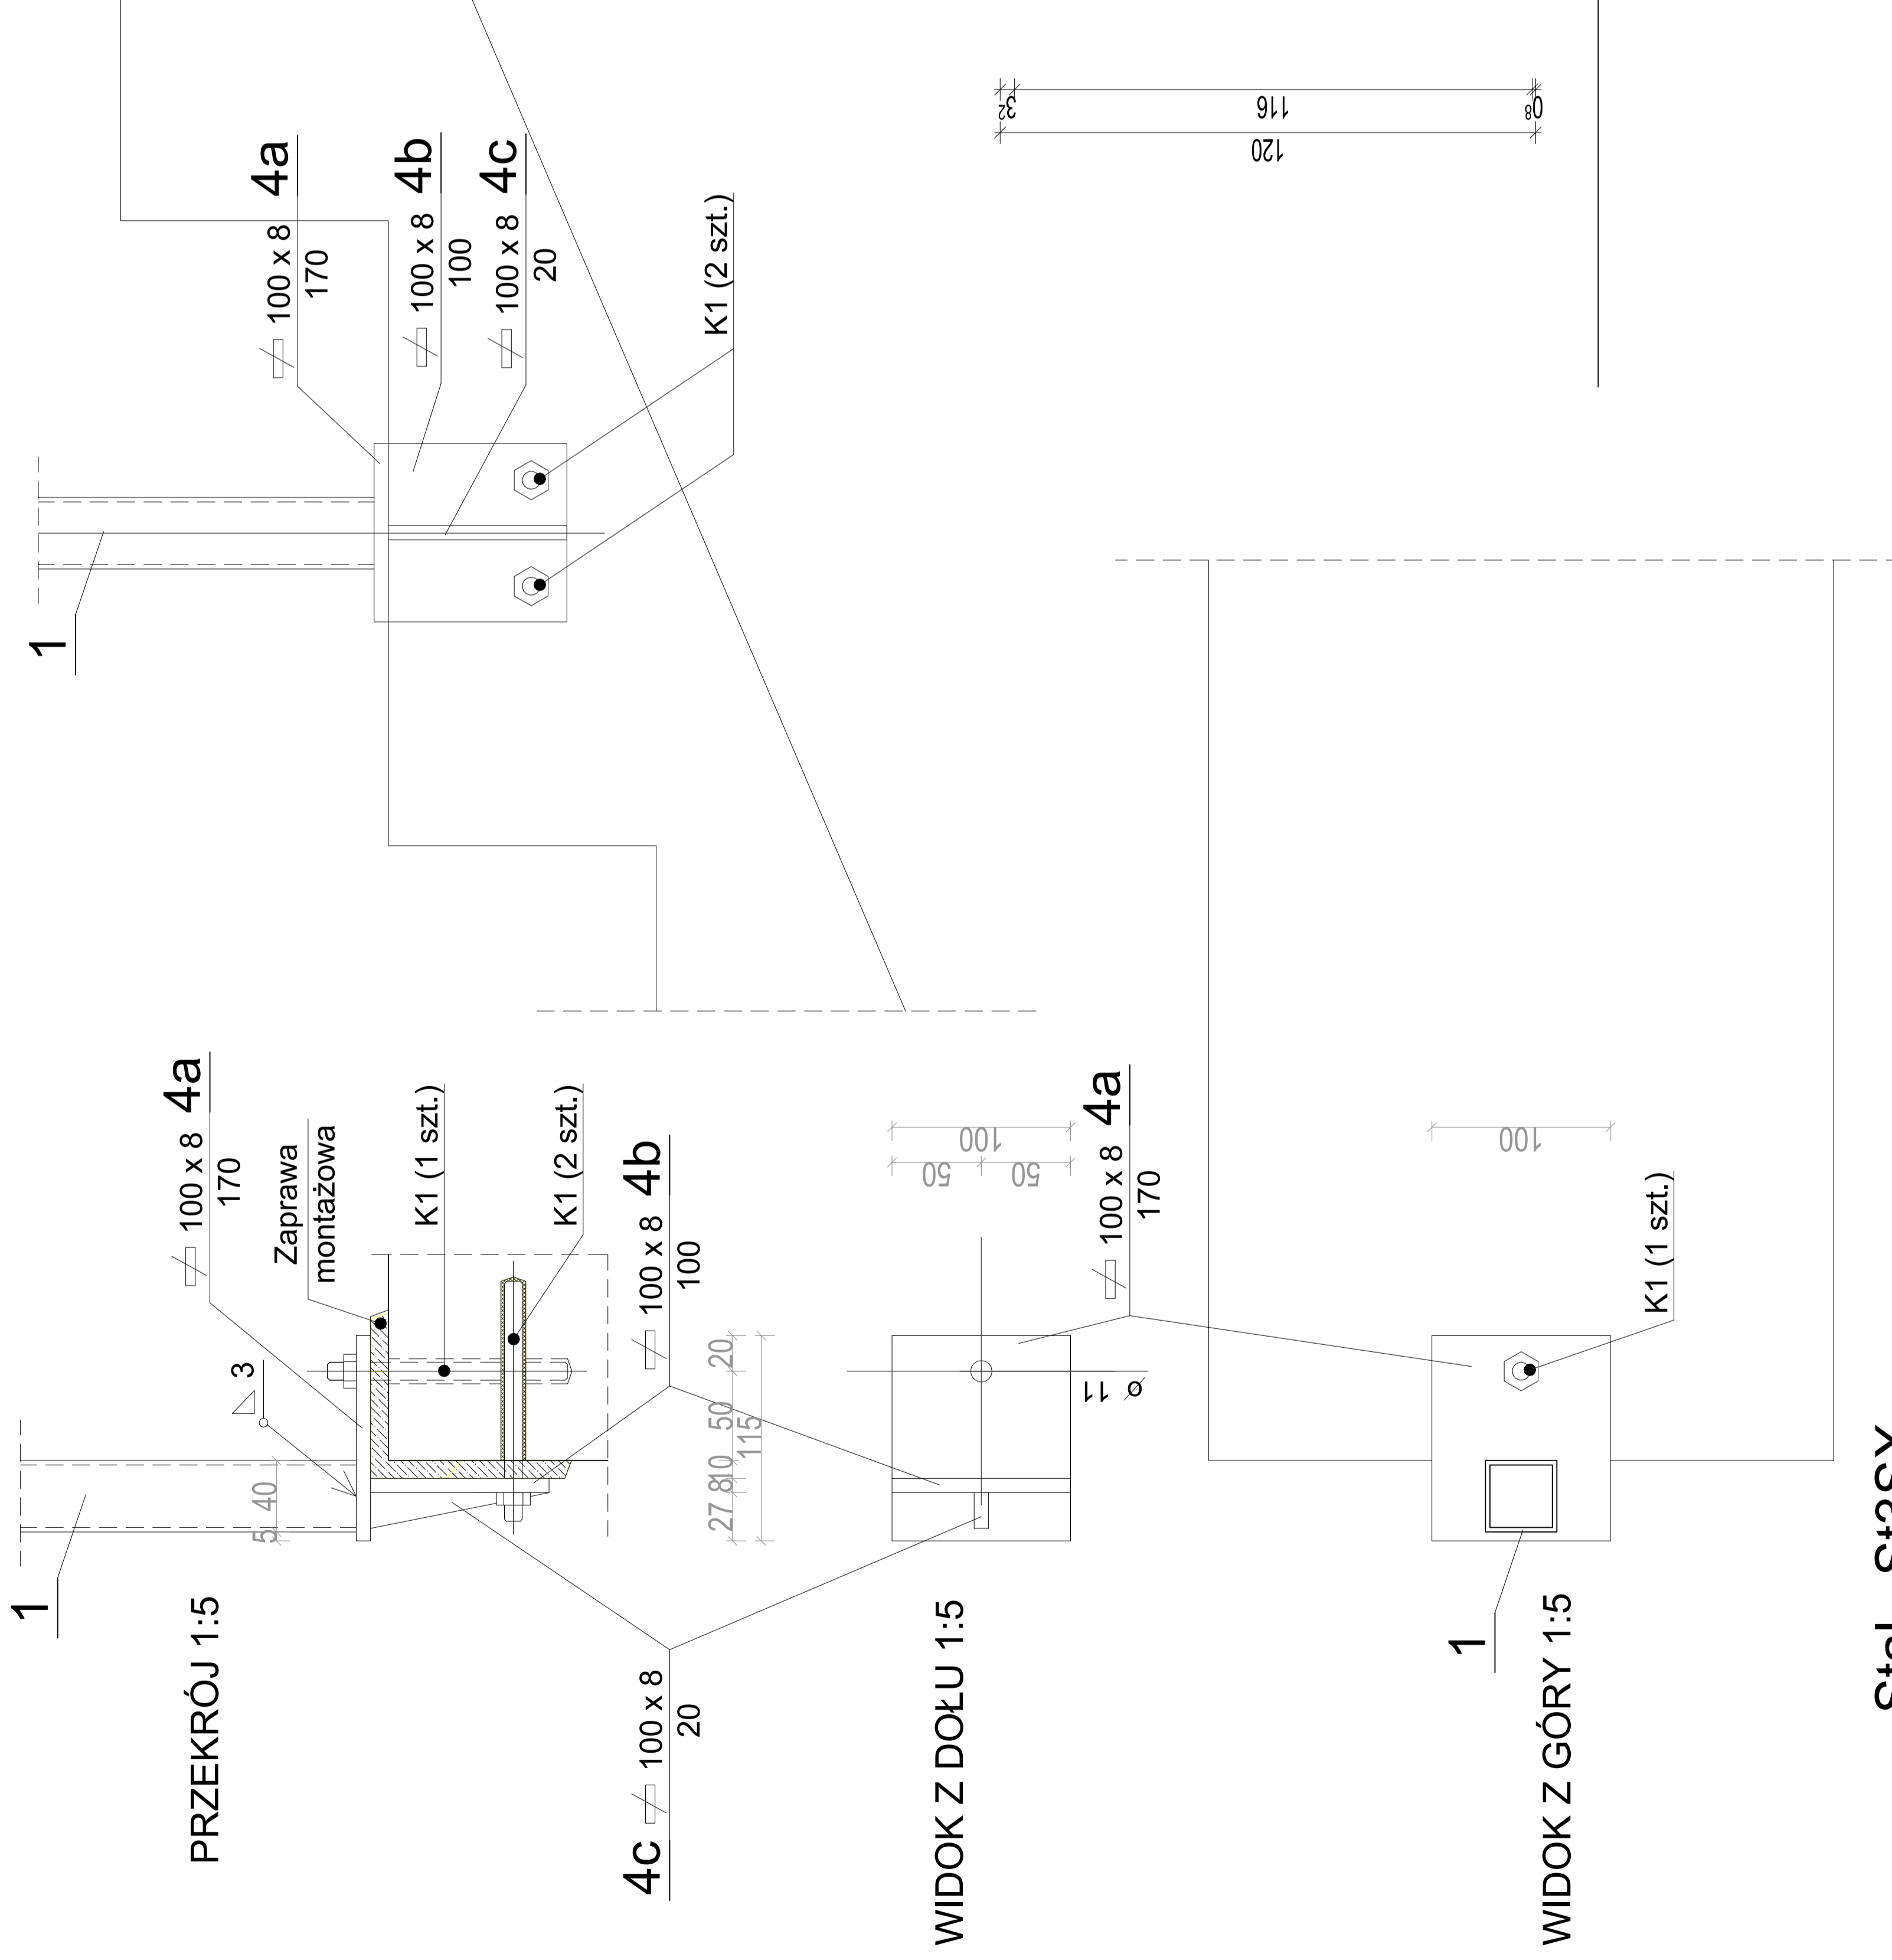 PRZEKRÓJ 1:5
1
5
40
3
100 x 8
170
4a
Zaprawa
montażowa
K1 (1 szt.)
K1 (2 szt.)
100 x 8
100
4b
4c
100 x 8
20
27
8
10
50
20
115
1
100 x 8
170
4a
100 x 8
100
4b
100 x 8
20
4c
K1 (2 szt.)
WIDOK Z DOŁU 1:5
50
50
100
ø 11
100 x 8
170
4a
WIDOK Z GÓRY 1:5
1
K1 (1 szt.)
100
3²
116
0⁸
120